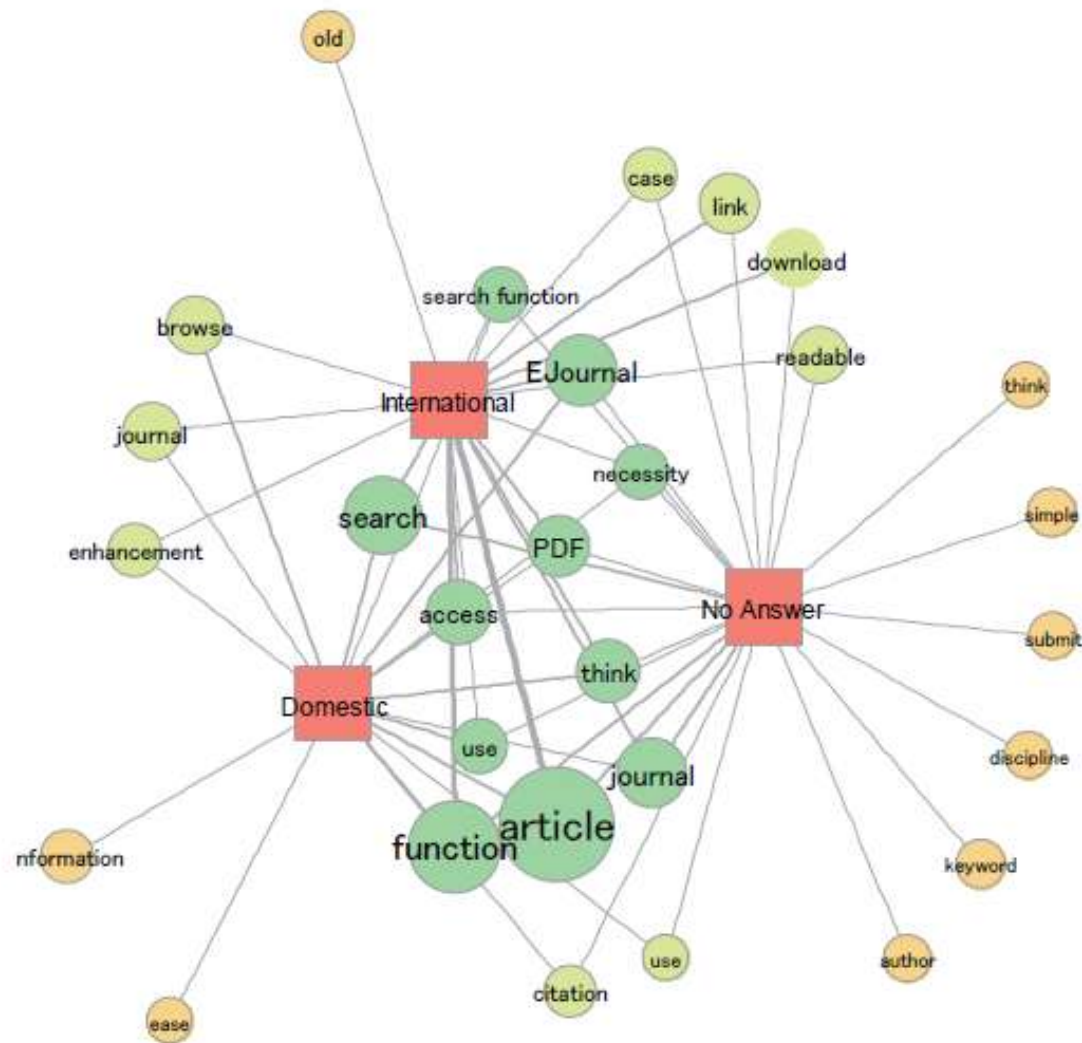 old
case
link
download
search function
browse
readable
EJournal
think
International
journal
necessity
simple
search
PDF
enhancement
access
No Answer
submit
think
Domestic
use
discipline
journal
article
function
nformation
keyword
use
author
citation
ease